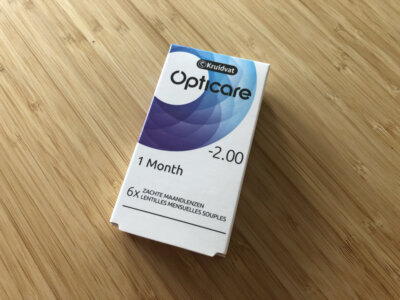 Kruidvat
Opticare
-2.00
1 Month
6x ZACHTE MAANDLENZEN
LENTILLES MENSUELLES SOUPLES